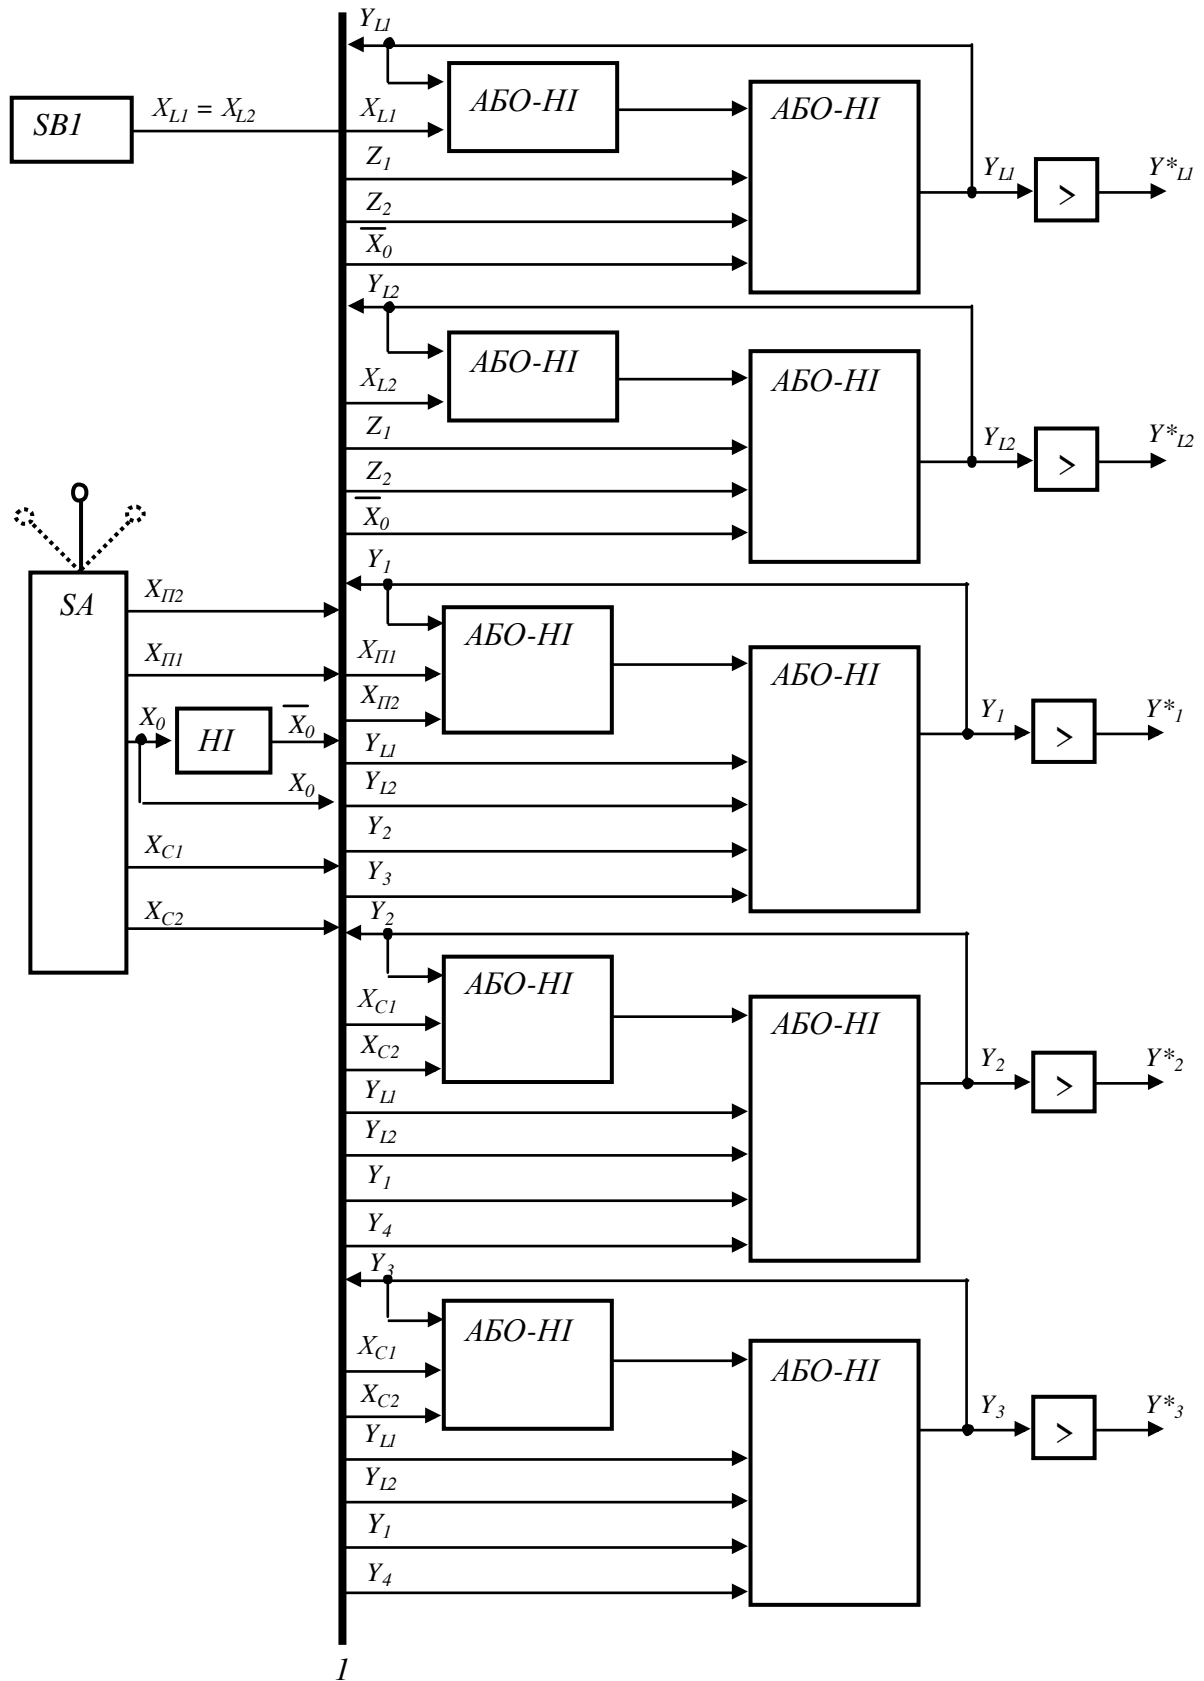 Y_L1
АБО-НІ
АБО-НІ
SB1
X_L1 = X_L2
X_L1
Z_1
Y_L1
>
Y*_L1
Z_2
X̅_0
Y_L2
АБО-НІ
АБО-НІ
X_L2
Z_1
Y_L2
>
Y*_L2
Z_2
X̅_0
Y_1
SA
X_П2
АБО-НІ
АБО-НІ
X_П1
X_П1
X_П2
Y_1
>
Y*_1
X_0
НІ
X̅_0
Y_L1
X_0
Y_L2
Y_2
X_C1
Y_3
X_C2
Y_2
АБО-НІ
АБО-НІ
X_C1
X_C2
Y_2
>
Y*_2
Y_L1
Y_L2
Y_1
Y_4
Y_3
АБО-НІ
АБО-НІ
X_C1
X_C2
Y_3
>
Y*_3
Y_L1
Y_L2
Y_1
Y_4
1